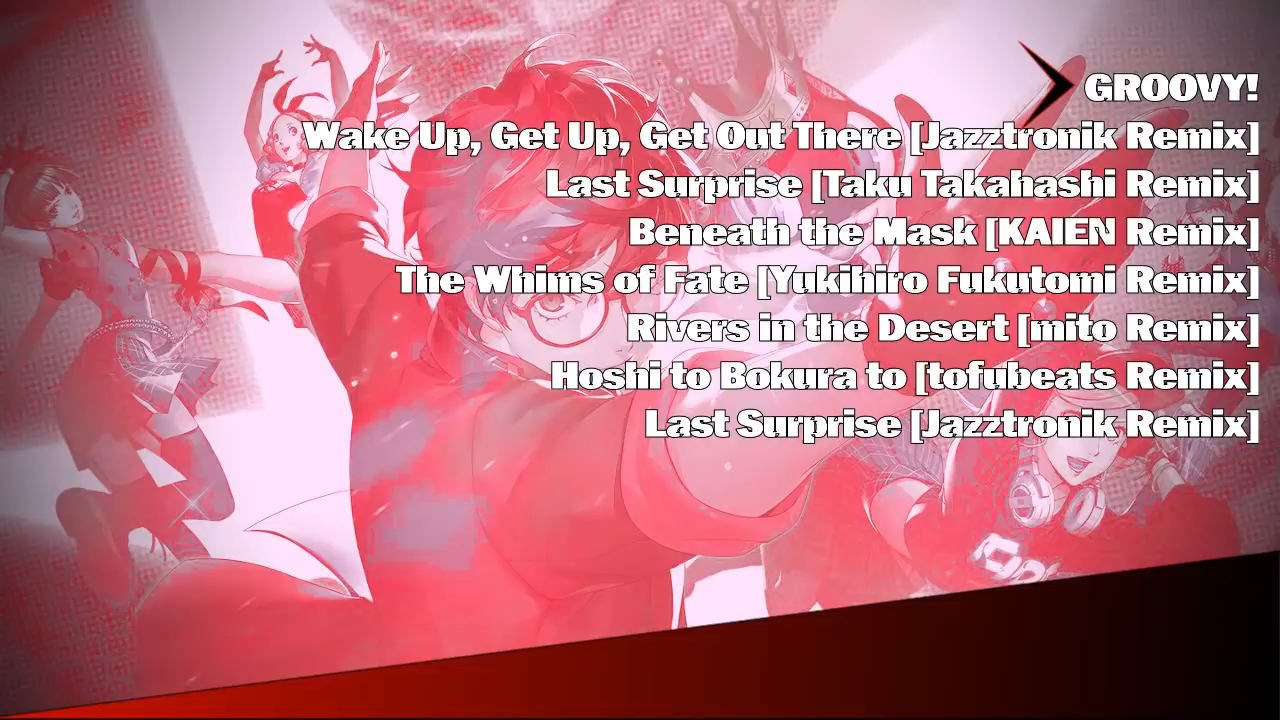 GROOVY!
Wake Up, Get Up, Get Out There [Jazztronik Remix]
Last Surprise [Taku Takahashi Remix]
Beneath the Mask [KAIEN Remix]
The Whims of Fate [Yukihiro Fukutomi Remix]
Rivers in the Desert [mito Remix]
Hoshi to Bokura to [tofubeats Remix]
Last Surprise [Jazztronik Remix]